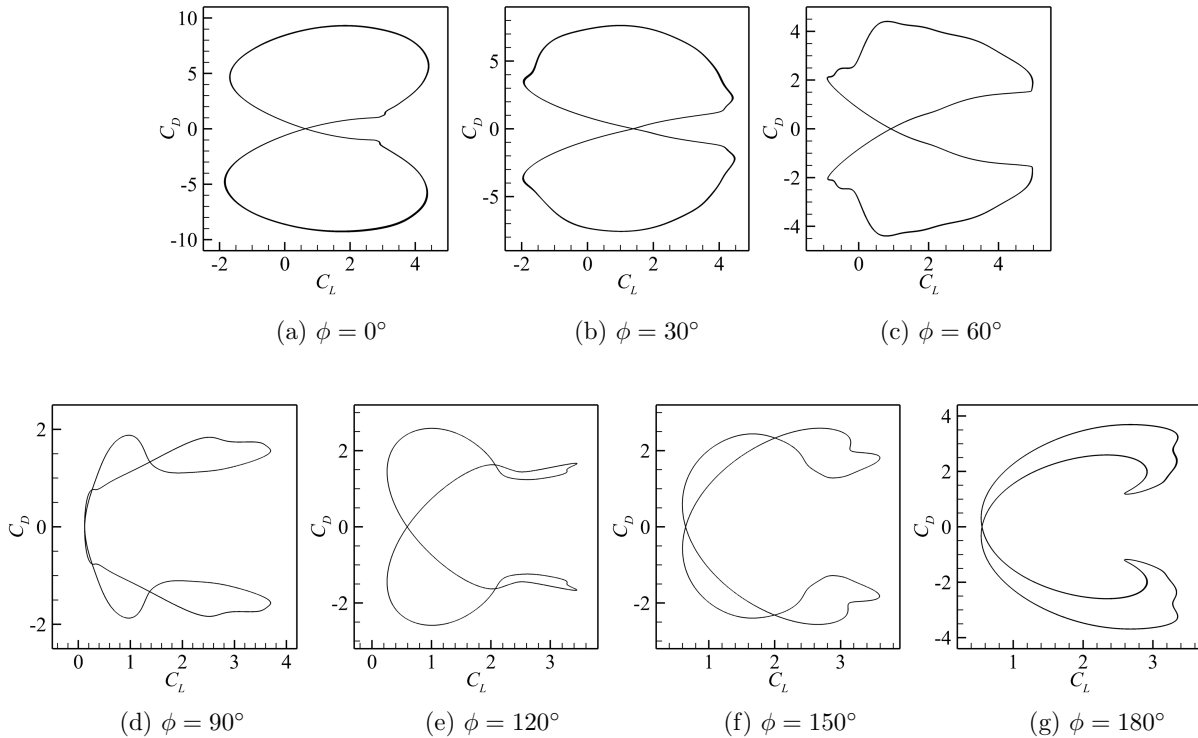 10
5
0
-5
-10
C_D
-2 0 2 4
C_L
(a) ϕ = 0°
5
0
-5
C_D
-2 0 2 4
C_L
(b) ϕ = 30°
4
2
0
-2
-4
C_D
0 2 4
C_L
(c) ϕ = 60°
2
0
-2
C_D
0 1 2 3 4
C_L
(d) ϕ = 90°
2
0
-2
C_D
0 1 2 3
C_L
(e) ϕ = 120°
2
0
-2
C_D
1 2 3
C_L
(f) ϕ = 150°
4
2
0
-2
-4
C_D
1 2 3
C_L
(g) ϕ = 180°